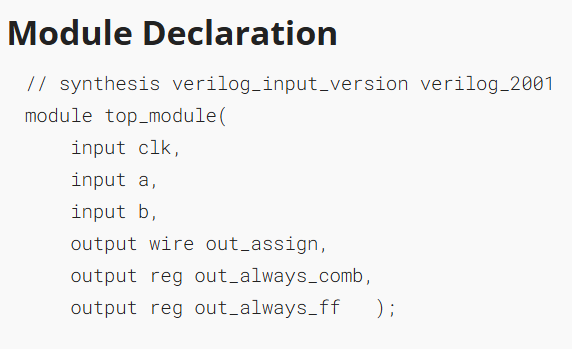 Module Declaration
// synthesis verilog_input_version verilog_2001
module top_module(
    input clk,
    input a,
    input b,
    output wire out_assign,
    output reg out_always_comb,
    output reg out_always_ff   );